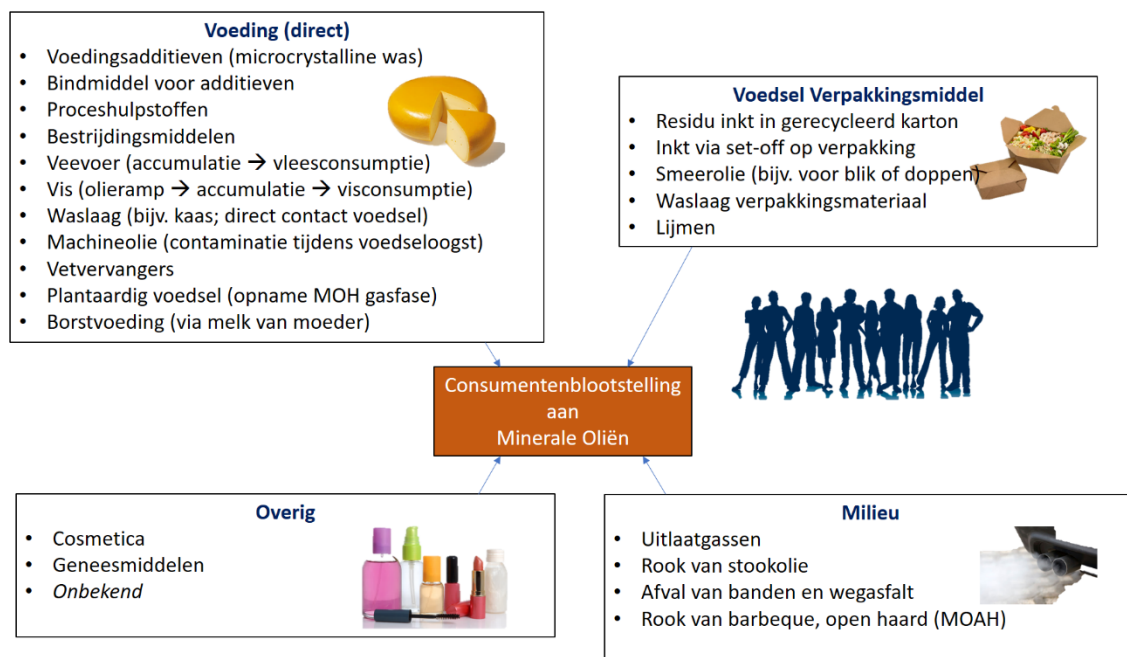 Voeding (direct)
• Voedingsadditieven (microcrystalline was)
• Bindmiddel voor additieven
• Proceshulpstoffen
• Bestrijdingsmiddelen
• Veevoer (accumulatie → vleesconsumptie)
• Vis (olieramp → accumulatie → visconsumptie)
• Waslaag (bijv. kaas; direct contact voedsel)
• Machineolie (contaminatie tijdens voedseloogst)
• Vetvervangers
• Plantaardig voedsel (opname MOH gasfase)
• Borstvoeding (via melk van moeder)
Voedsel Verpakkingsmiddel
• Residu inkt in gerecycleerd karton
• Inkt via set-off op verpakking
• Smeerolie (bijv. voor blik of doppen)
• Waslaag verpakkingsmateriaal
• Lijmen
Consumentenblootstelling
aan
Minerale Oliën
Overig
• Cosmetica
• Geneesmiddelen
• Onbekend
Milieu
• Uitlaatgassen
• Rook van stookolie
• Afval van banden en wegasfalt
• Rook van barbeque, open haard (MOAH)